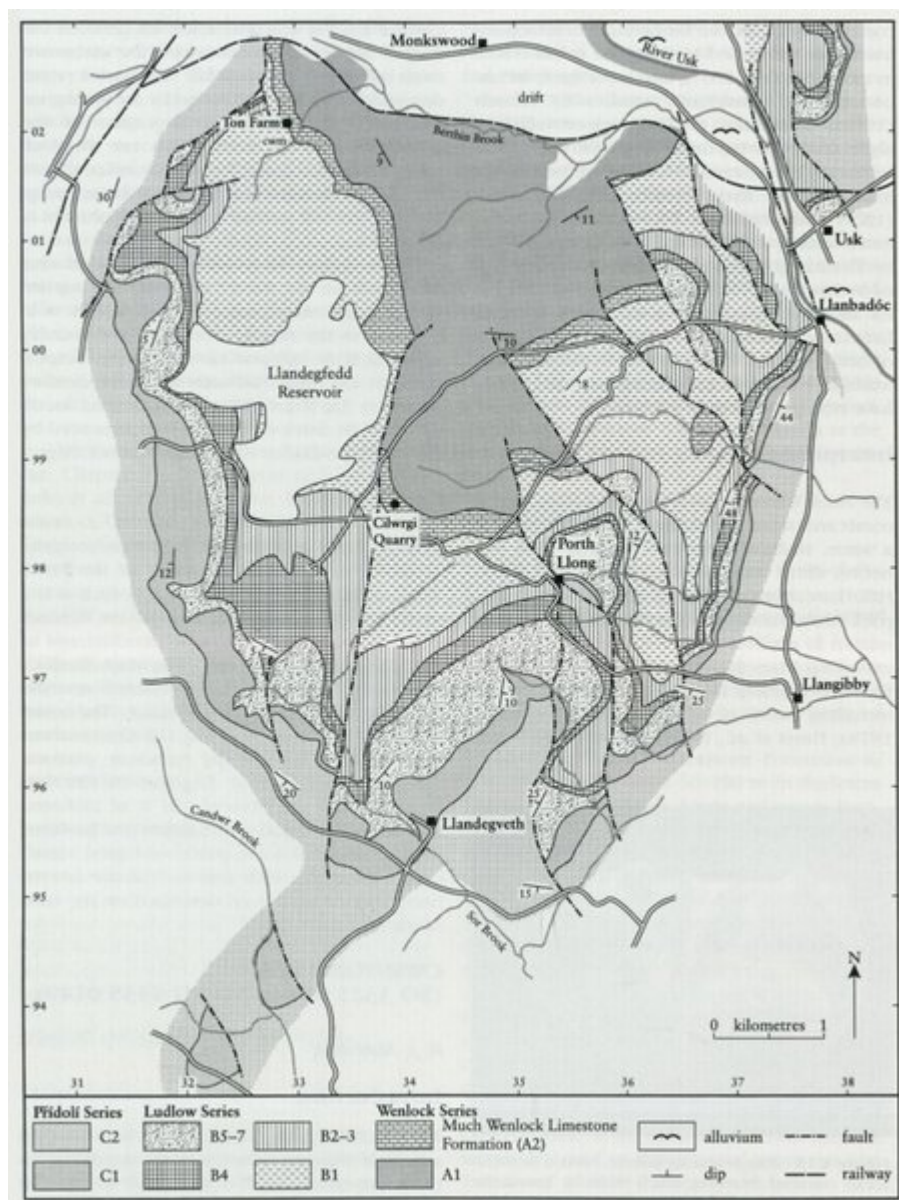 Monkswood
River Usk
drift
02
Ton Farm
cwm
Berthin Brook
9
30
11
01
Usk
Llanbadóc
5
10
00
Llandegfedd
Reservoir
8
44
99
48
Cilwrgi
Quarry
Porth
Llong
32
98
12
5
97
10
25
Llangibby
10
96
20
25
Candwr Brook
Llandegveth
95
15
Sor Brook
N
94
0 kilometres 1
31 32 33 34 35 36 37 38
Přídolí Series Ludlow Series Wenlock Series
C2 B5–7 B2–3 Much Wenlock Limestone
Formation (A2) alluvium fault
C1 B4 B1 A1 dip railway